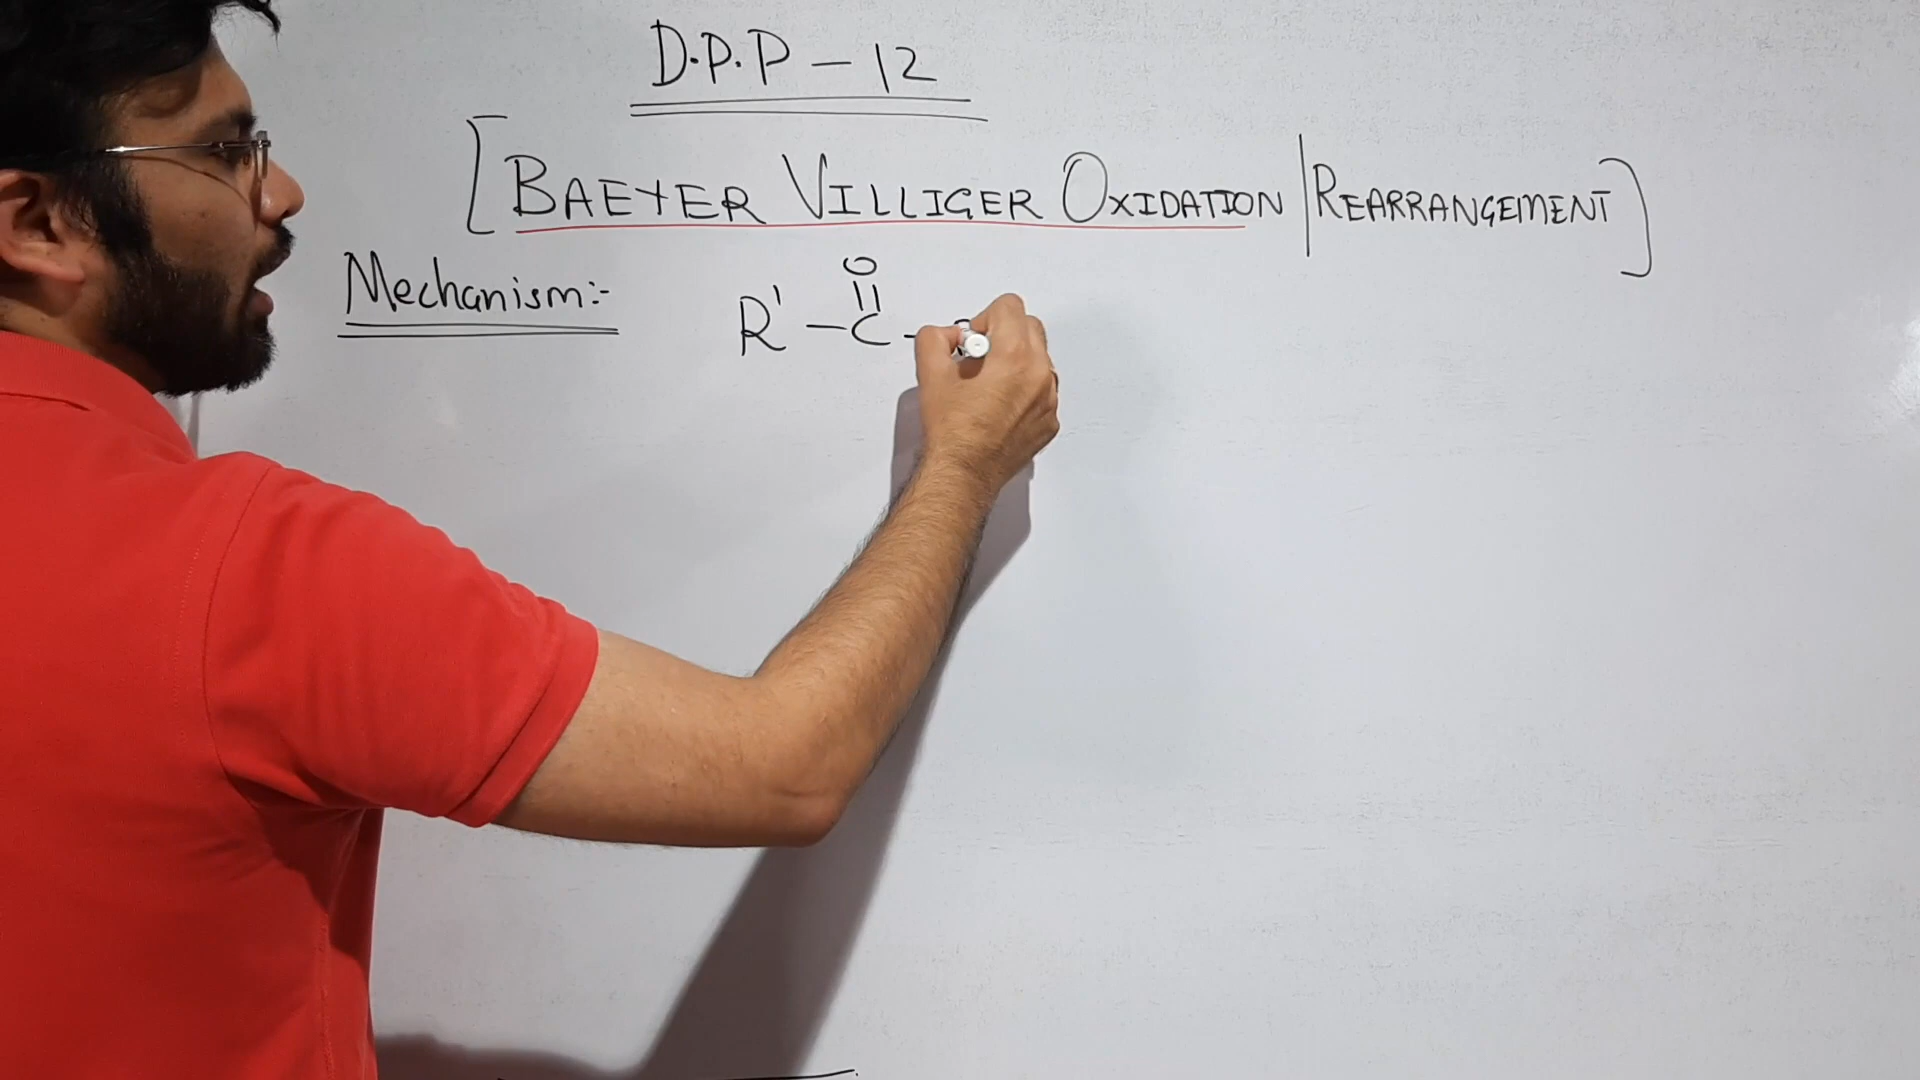 D.P.P – 12
[BAEYER VILLIGER OXIDATION | REARRANGEMENT]
Mechanism:-
O
R' – C –